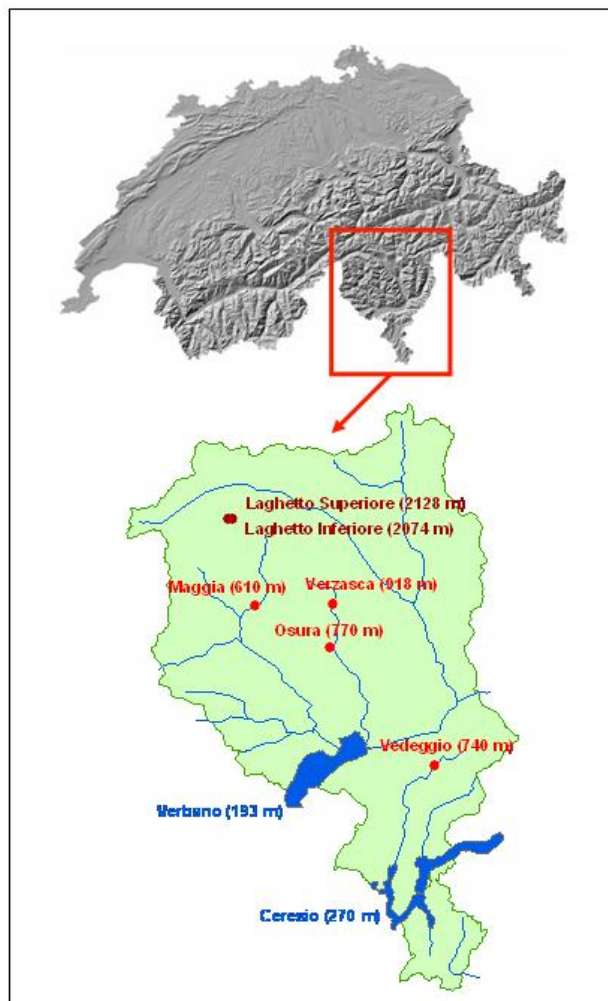 Laghetto Superiore (2128 m)
Laghetto Inferiore (2074 m)
Maggia (610 m)
Verzasca (918 m)
Osura (770 m)
Vedeggio (740 m)
Verbano (193 m)
Ceresio (270 m)